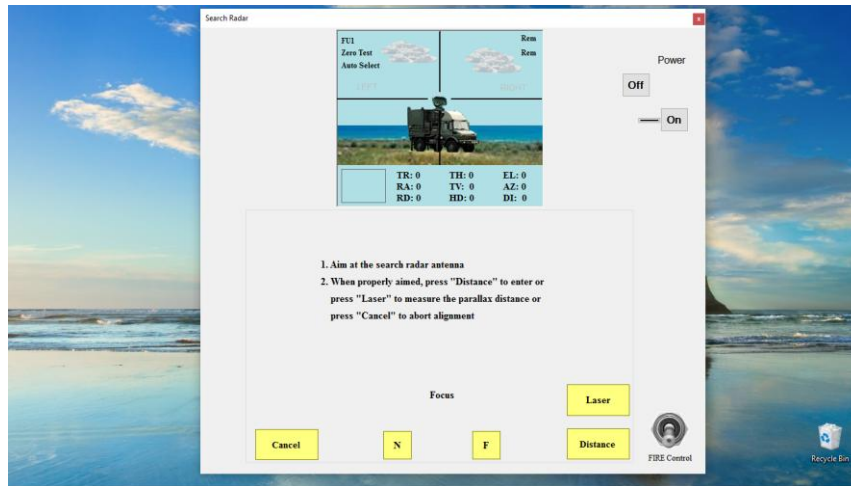 Search Radar
x
FU1
Rem
Zero Test
Rem
Auto Select
LEFT
RIGHT
TR: 0 TH: 0 EL: 0
RA: 0 TV: 0 AZ: 0
RD: 0 HD: 0 DI: 0
Power
Off
On
1. Aim at the search radar antenna
2. When properly aimed, press "Distance" to enter or
press "Laser" to measure the parallax distance or
press "Cancel" to abort alignment
Focus
Laser
Cancel
N
F
Distance
FIRE Control
Recycle Bin